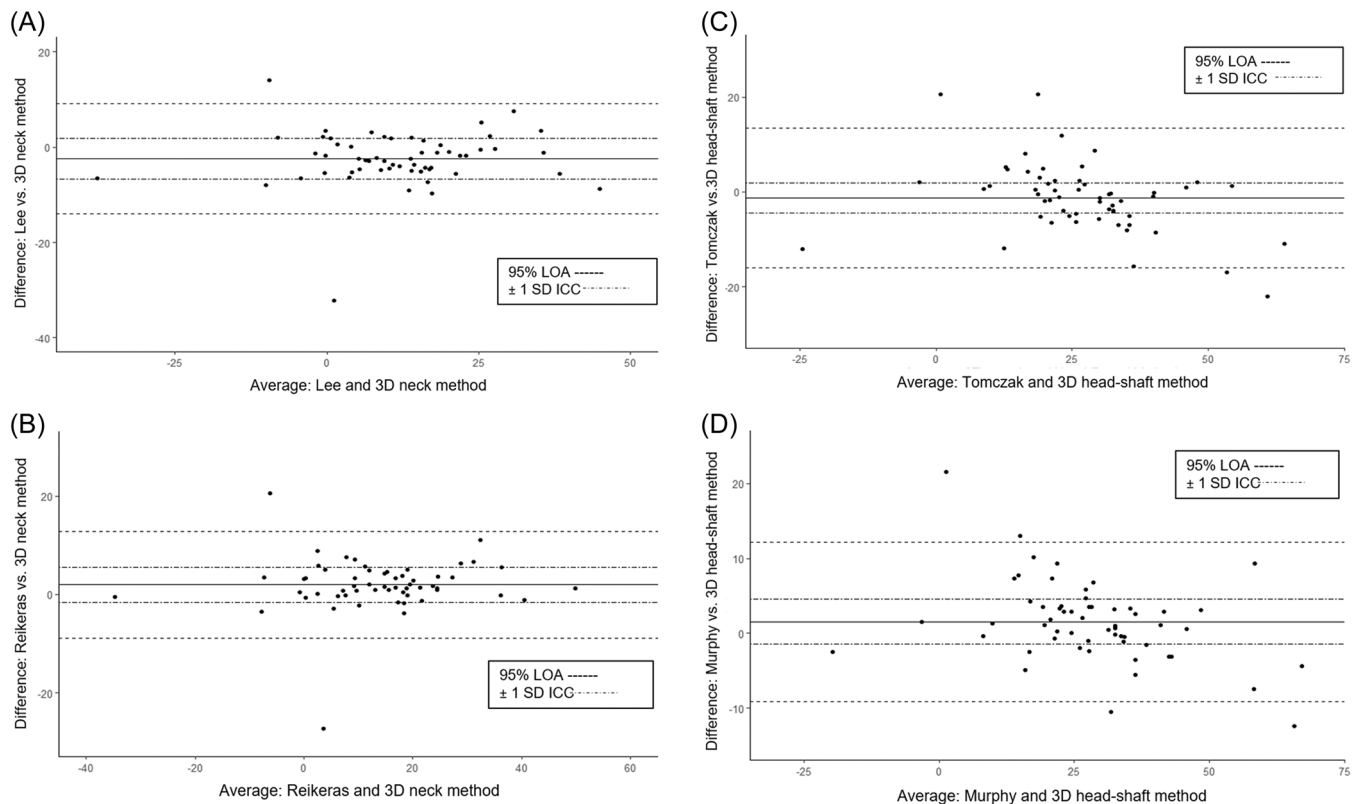 (A)
Difference: Lee vs. 3D neck method
20
0
-20
-40
95% LOA ------
± 1 SD ICC
-25
0
25
50
Average: Lee and 3D neck method
(B)
Difference: Reikeras vs. 3D neck method
20
0
-20
95% LOA ------
± 1 SD ICC
-40
-20
0
20
40
60
Average: Reikeras and 3D neck method
(C)
Difference: Tomczak vs.3D head-shaft method
20
0
-20
95% LOA ------
± 1 SD ICC
-25
0
25
50
75
Average: Tomczak and 3D head-shaft method
(D)
Difference: Murphy vs. 3D head-shaft method
20
10
0
-10
95% LOA ------
± 1 SD ICC
-25
0
25
50
75
Average: Murphy and 3D head-shaft method